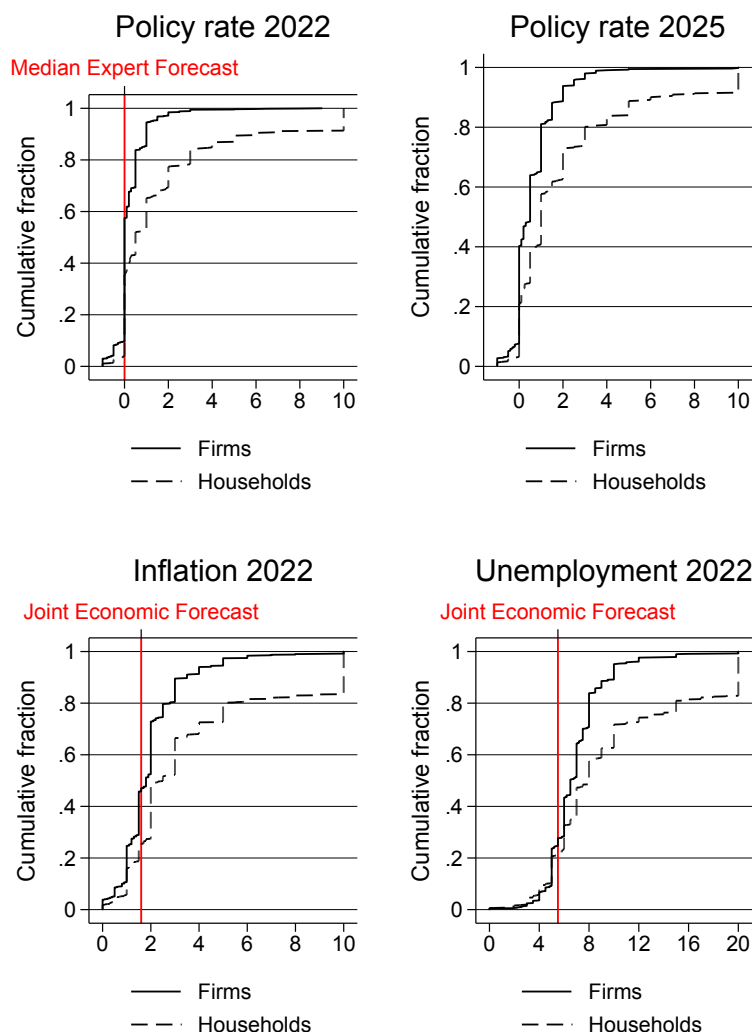 Policy rate 2022
Median Expert Forecast
Cumulative fraction
1
.8
.6
.4
.2
0
0 2 4 6 8 10
Firms
Households
Policy rate 2025
Cumulative fraction
1
.8
.6
.4
.2
0
0 2 4 6 8 10
Firms
Households
Inflation 2022
Joint Economic Forecast
Cumulative fraction
1
.8
.6
.4
.2
0
0 2 4 6 8 10
Firms
Households
Unemployment 2022
Joint Economic Forecast
Cumulative fraction
1
.8
.6
.4
.2
0
0 4 8 12 16 20
Firms
Households